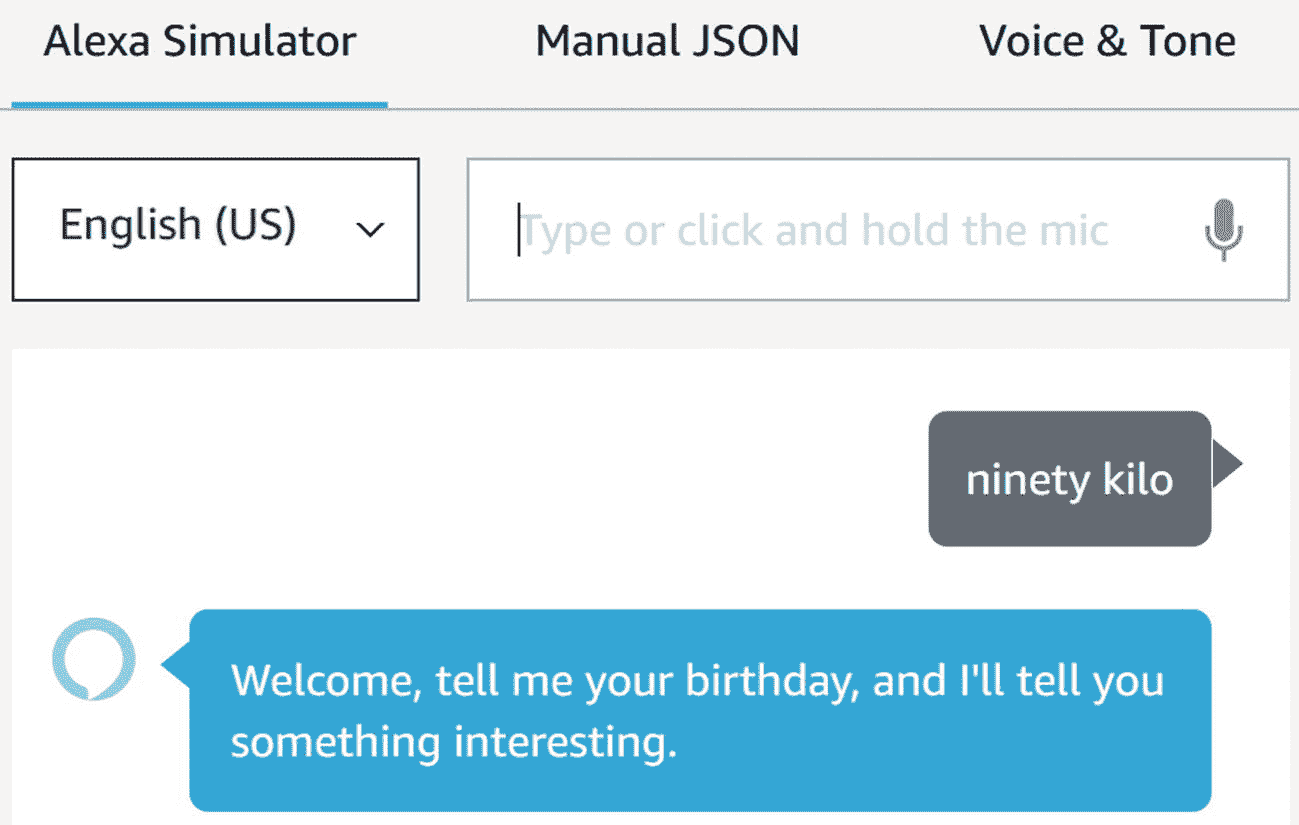 Alexa Simulator Manual JSON Voice & Tone
English (US) Type or click and hold the mic
ninety kilo
Welcome, tell me your birthday, and I'll tell you
something interesting.